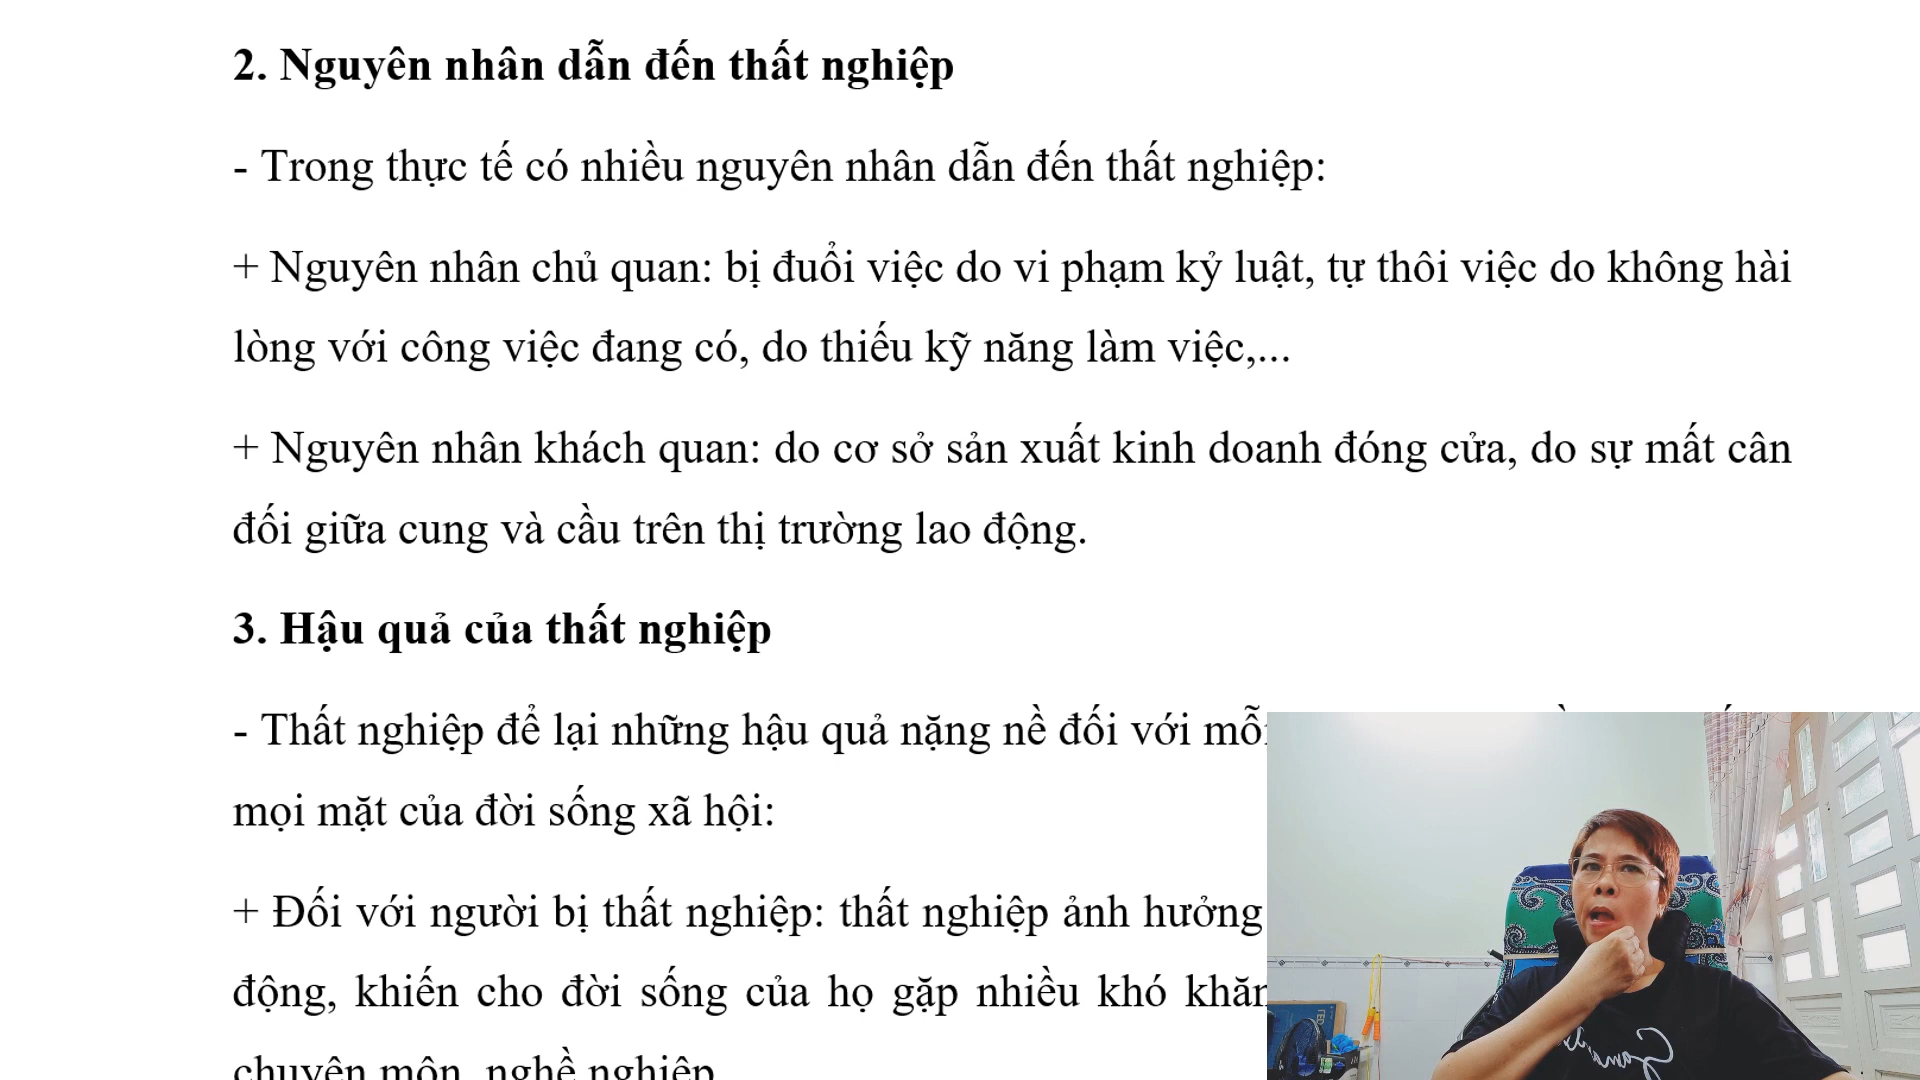 2. Nguyên nhân dẫn đến thất nghiệp
- Trong thực tế có nhiều nguyên nhân dẫn đến thất nghiệp:
+ Nguyên nhân chủ quan: bị đuổi việc do vi phạm kỷ luật, tự thôi việc do không hài
lòng với công việc đang có, do thiếu kỹ năng làm việc,...
+ Nguyên nhân khách quan: do cơ sở sản xuất kinh doanh đóng cửa, do sự mất cân
đối giữa cung và cầu trên thị trường lao động.
3. Hậu quả của thất nghiệp
- Thất nghiệp để lại những hậu quả nặng nề đối với
mọi mặt của đời sống xã hội:
+ Đối với người bị thất nghiệp: thất nghiệp ảnh hưởng
động, khiến cho đời sống của họ gặp nhiều khó
chuyên môn, nghề nghiệp